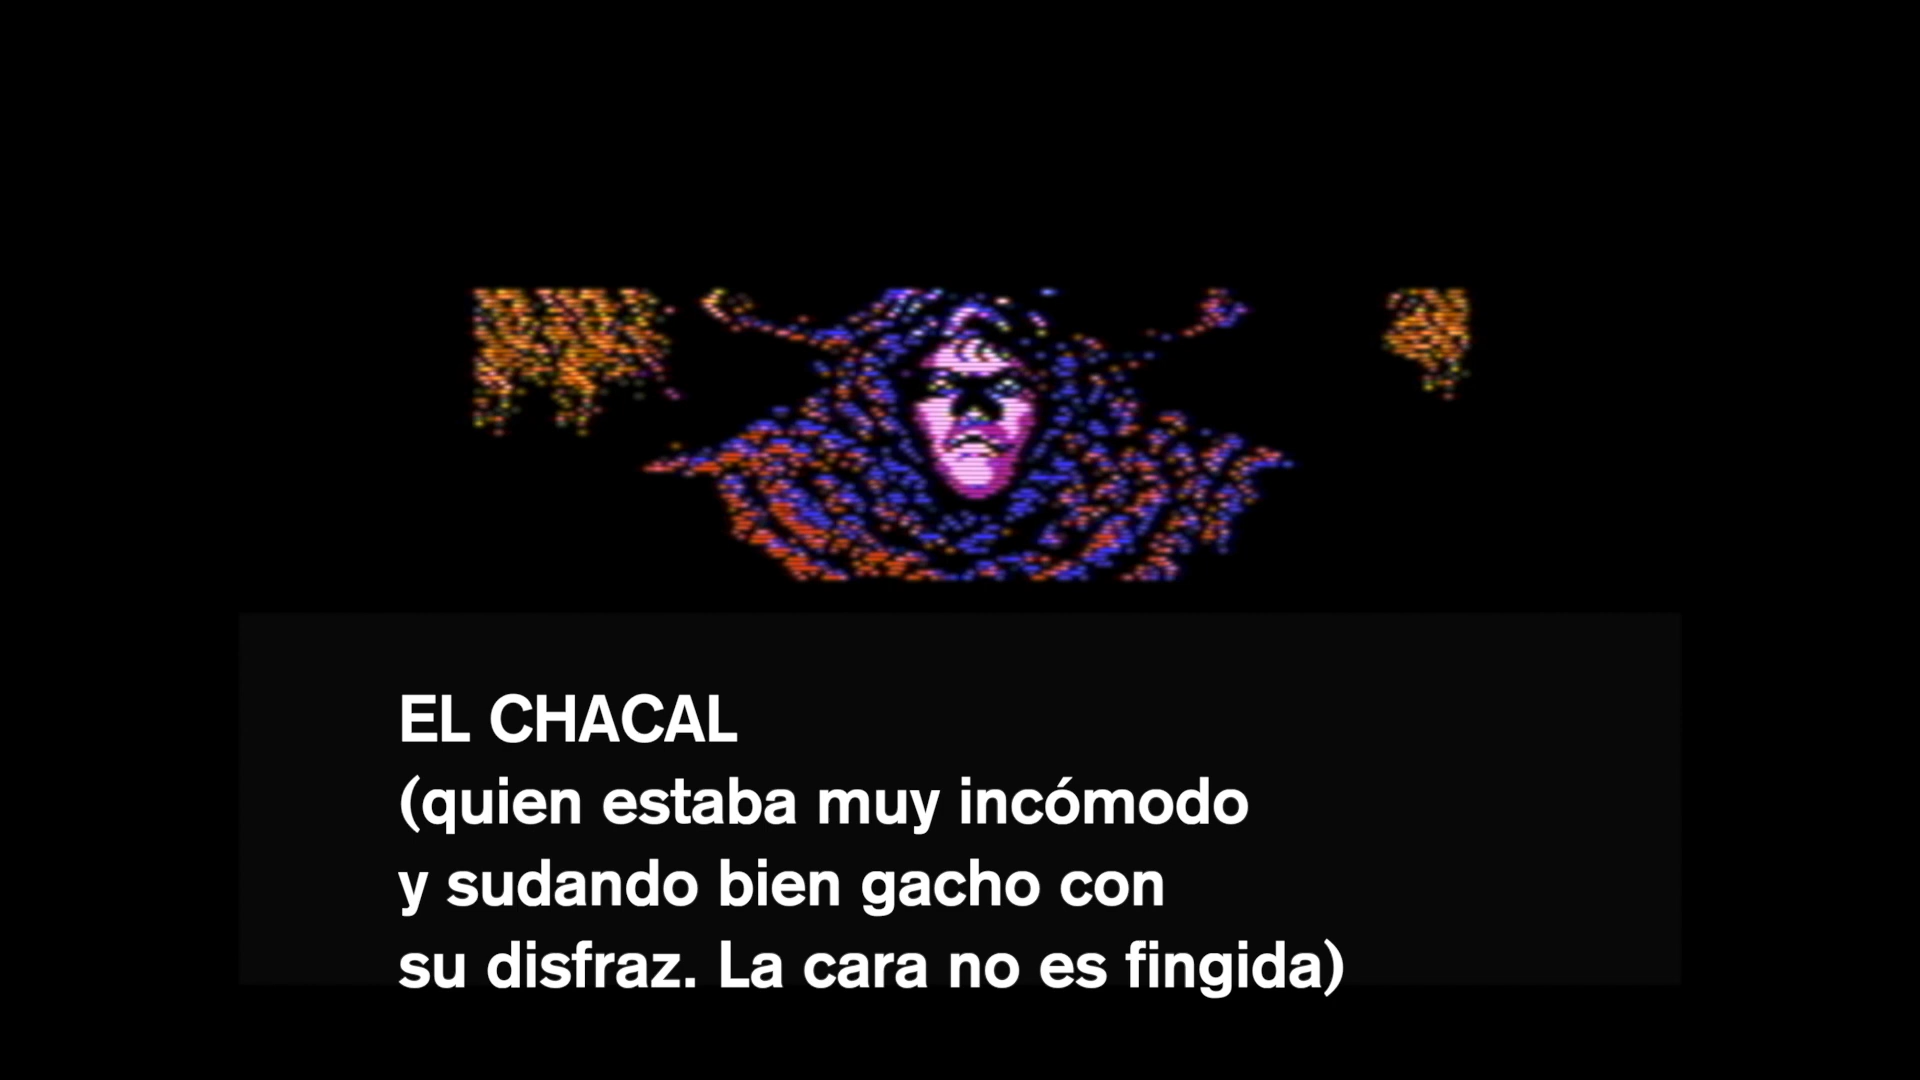 EL CHACAL
(quien estaba muy incómodo
y sudando bien gacho con
su disfraz. La cara no es fingida)